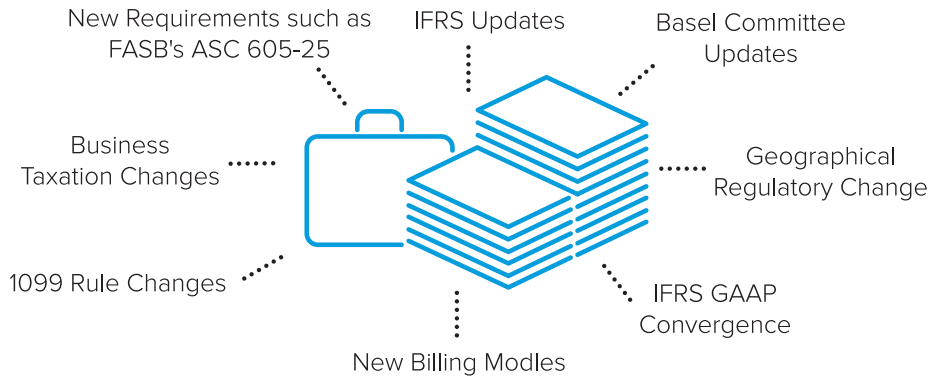 New Requirements such as
FASB's ASC 605-25
IFRS Updates
Basel Committee
Updates
Business
Taxation Changes
Geographical
Regulatory Change
1099 Rule Changes
IFRS GAAP
Convergence
New Billing Modles